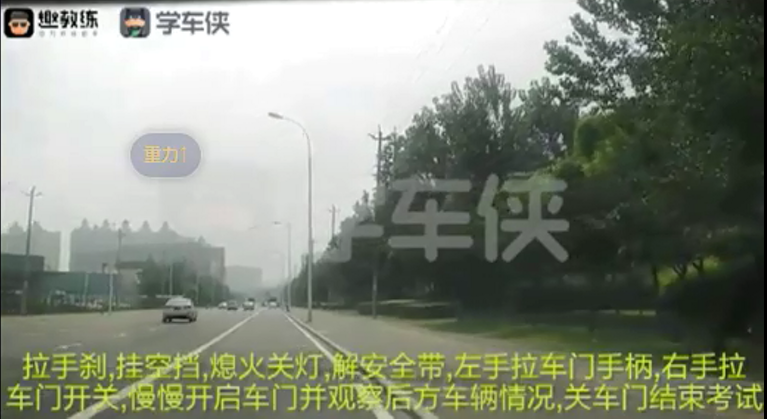 趣教练 学车侠
重力1
学车侠
拉手刹,挂空挡,熄火关灯,解安全带,左手拉车门手柄,右手拉
车门开关,慢慢开启车门并观察后方车辆情况,关车门结束考试